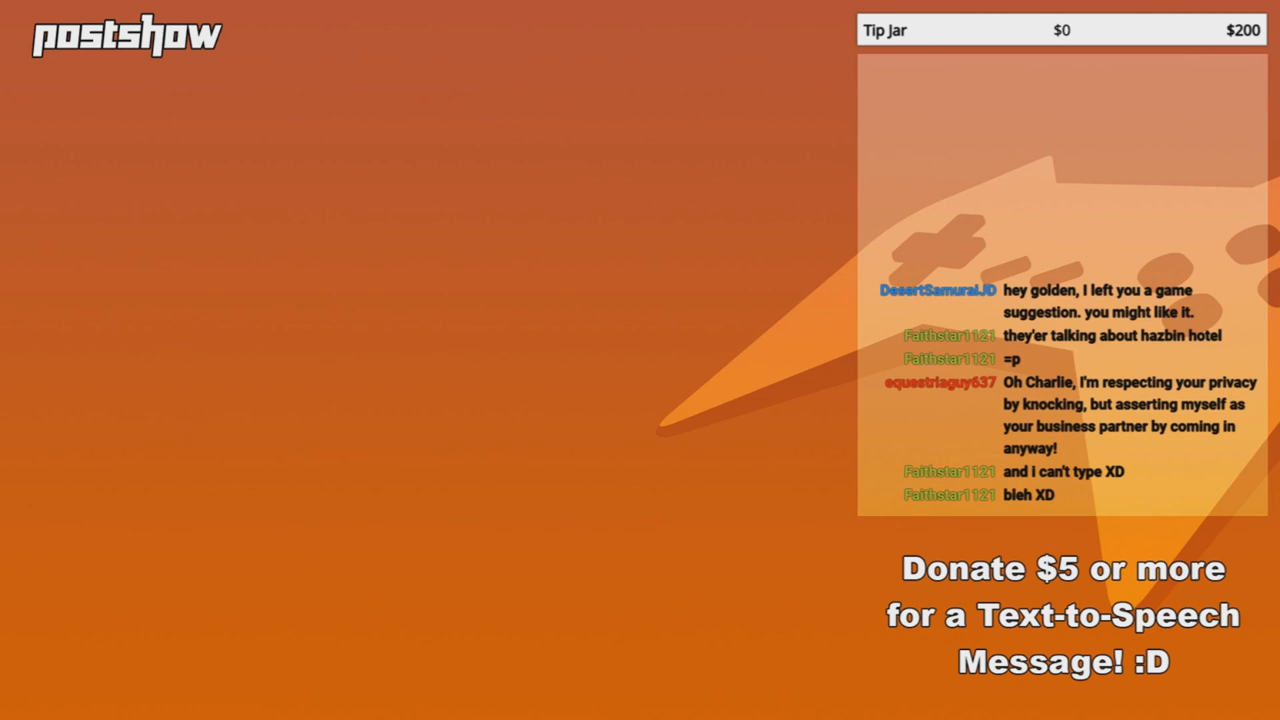 postshow
Tip Jar $0 $200
DesertSamuraiJD hey golden, I left you a game
suggestion. you might like it.
Faithstar1121 they'er talking about hazbin hotel
Faithstar1121 =p
equestriaguy637 Oh Charlie, I'm respecting your privacy
by knocking, but asserting myself as
your business partner by coming in
anyway!
Faithstar1121 and i can't type XD
Faithstar1121 bleh XD
Donate $5 or more
for a Text-to-Speech
Message! :D